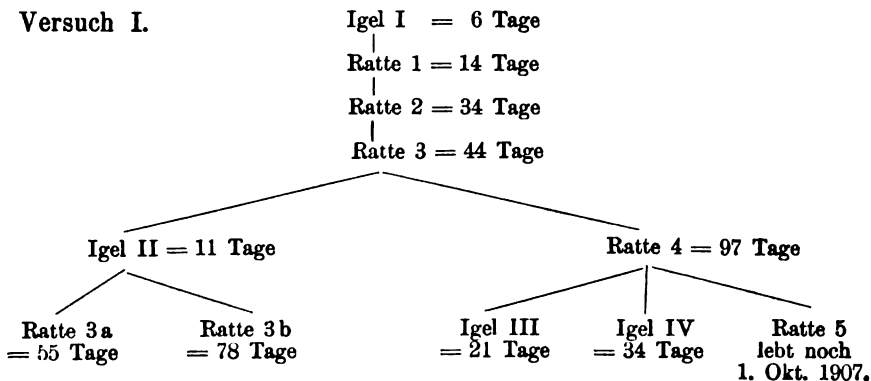 Versuch I.
Igel I = 6 Tage
Ratte 1 = 14 Tage
Ratte 2 = 34 Tage
Ratte 3 = 44 Tage
Igel II = 11 Tage
Ratte 4 = 97 Tage
Ratte 3a
= 55 Tage
Ratte 3b
= 78 Tage
Igel III
= 21 Tage
Igel IV
= 34 Tage
Ratte 5
lebt noch
1. Okt. 1907.